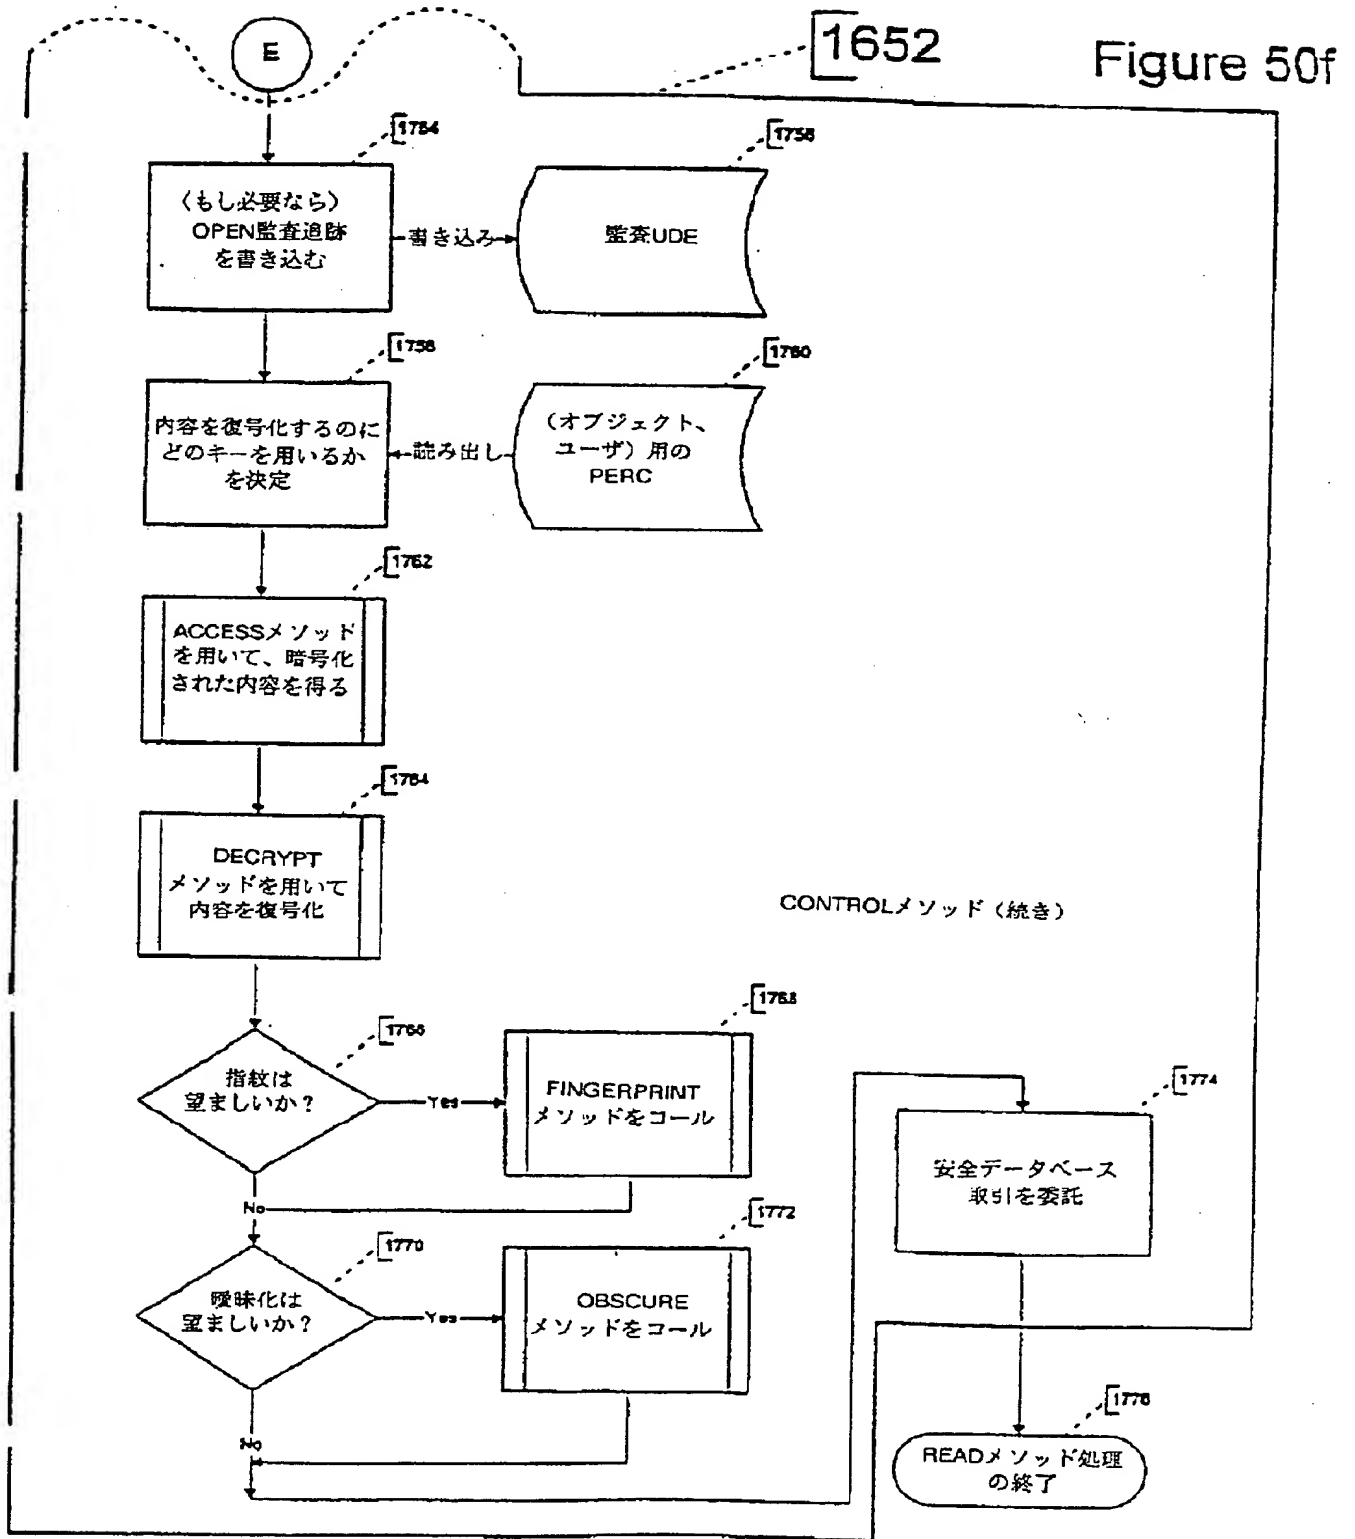 E
1652
Figure 50f
1754
1756
(もし必要なら)
OPEN監査追跡
を書き込む
書き込み
監査UDE
1758
1760
内容を復号化するのに
どのキーを用いるか
を決定
読み出し
(オブジェクト、
ユーザ)用の
PERC
1762
ACCESSメソッド
を用いて、暗号化
された内容を得る
1764
DECRYPT
メソッドを用いて
内容を復号化
CONTROLメソッド(続き)
1766
1768
指紋は
望ましいか?
Yes
FINGERPRINT
メソッドをコール
No
1774
安全データベース
取引を委託
1770
1772
曖昧化は
望ましいか?
Yes
OBSCURE
メソッドをコール
No
1776
READメソッド処理
の終了